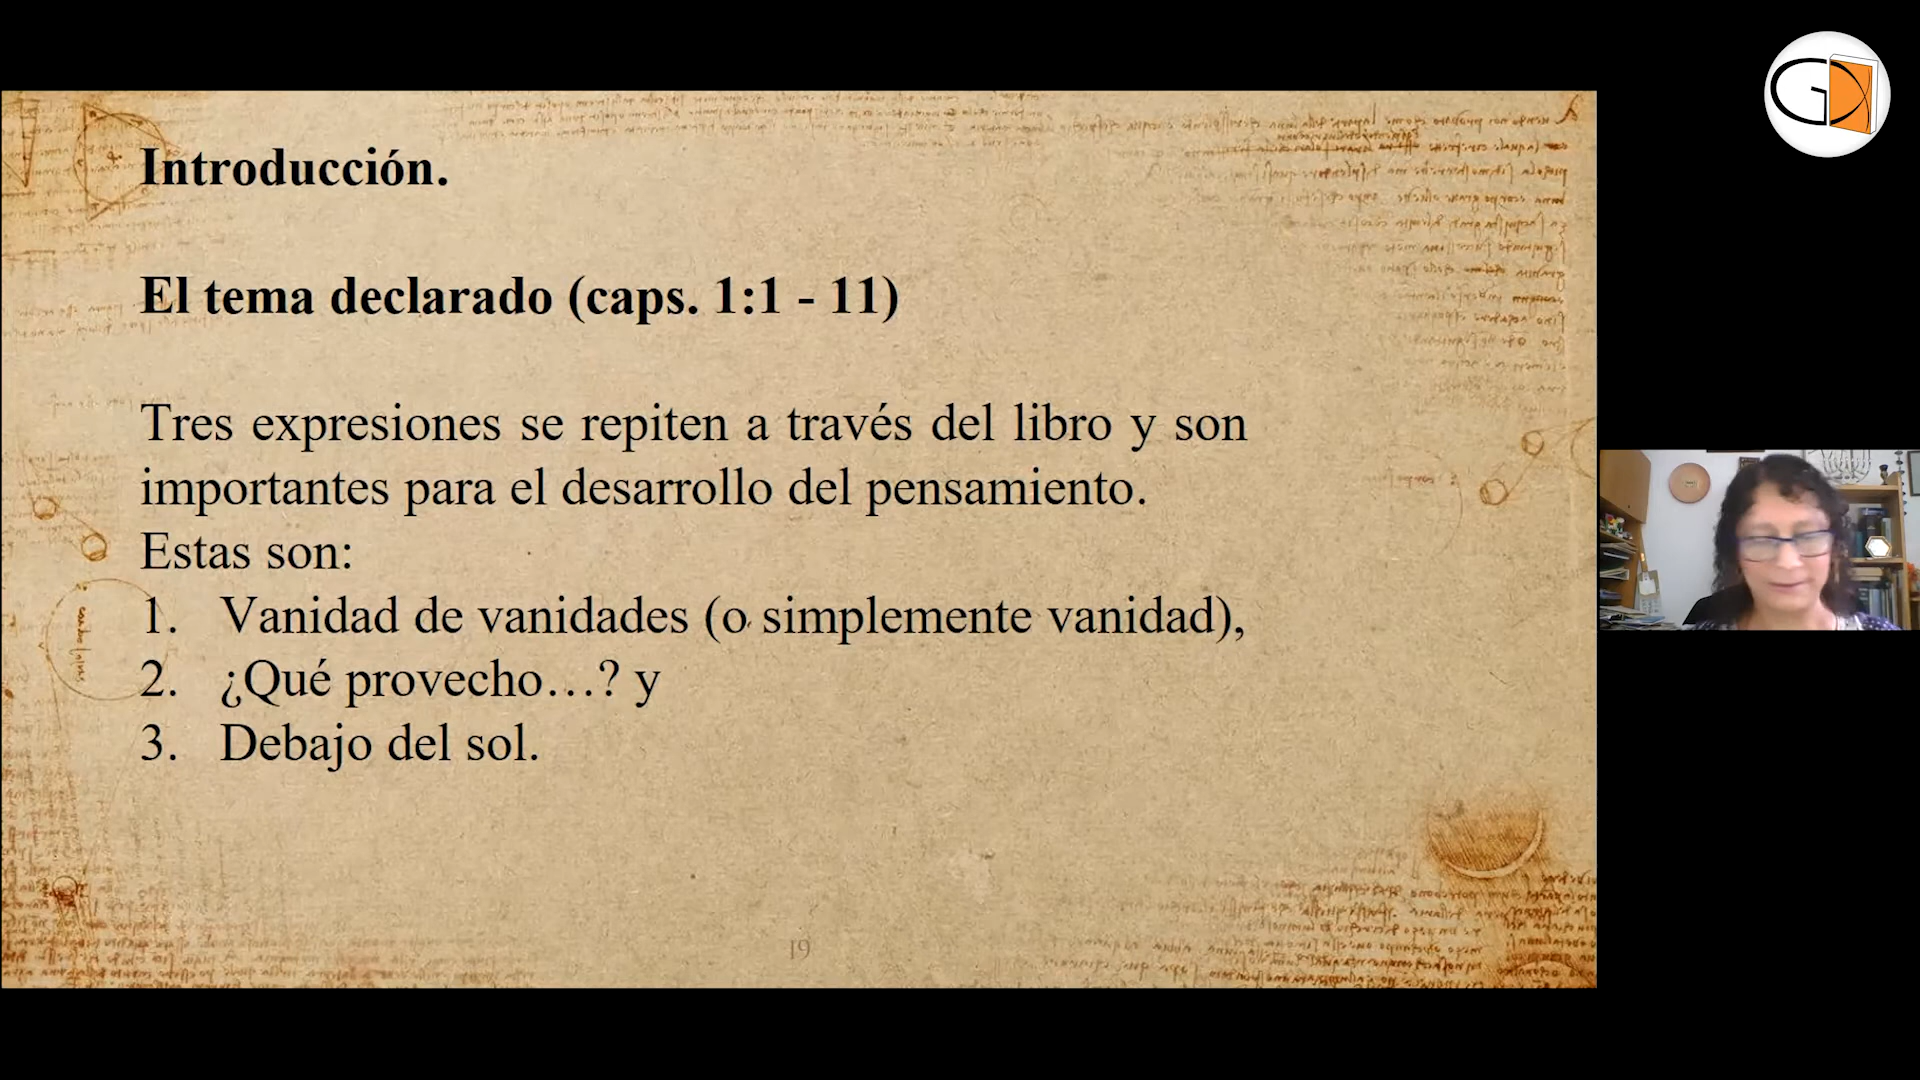 Introducción.
El tema declarado (caps. 1:1 - 11)
Tres expresiones se repiten a través del libro y son
importantes para el desarrollo del pensamiento.
Estas son:
1. Vanidad de vanidades (o simplemente vanidad),
2. ¿Qué provecho…? y
3. Debajo del sol.
19